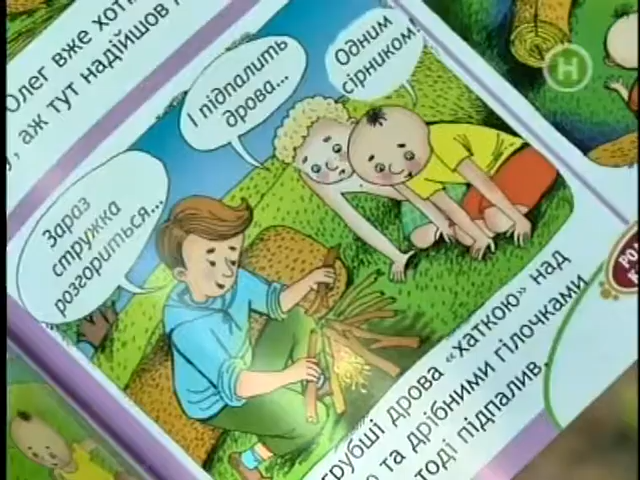 Олег вже хотів
аж тут надійшов
Зараз
стружка
розгориться...
І підпалить
дрова...
Одним
сірником!
грубші дрова «хаткою» над
та дрібними гілочками
тоді підпалив.
Н